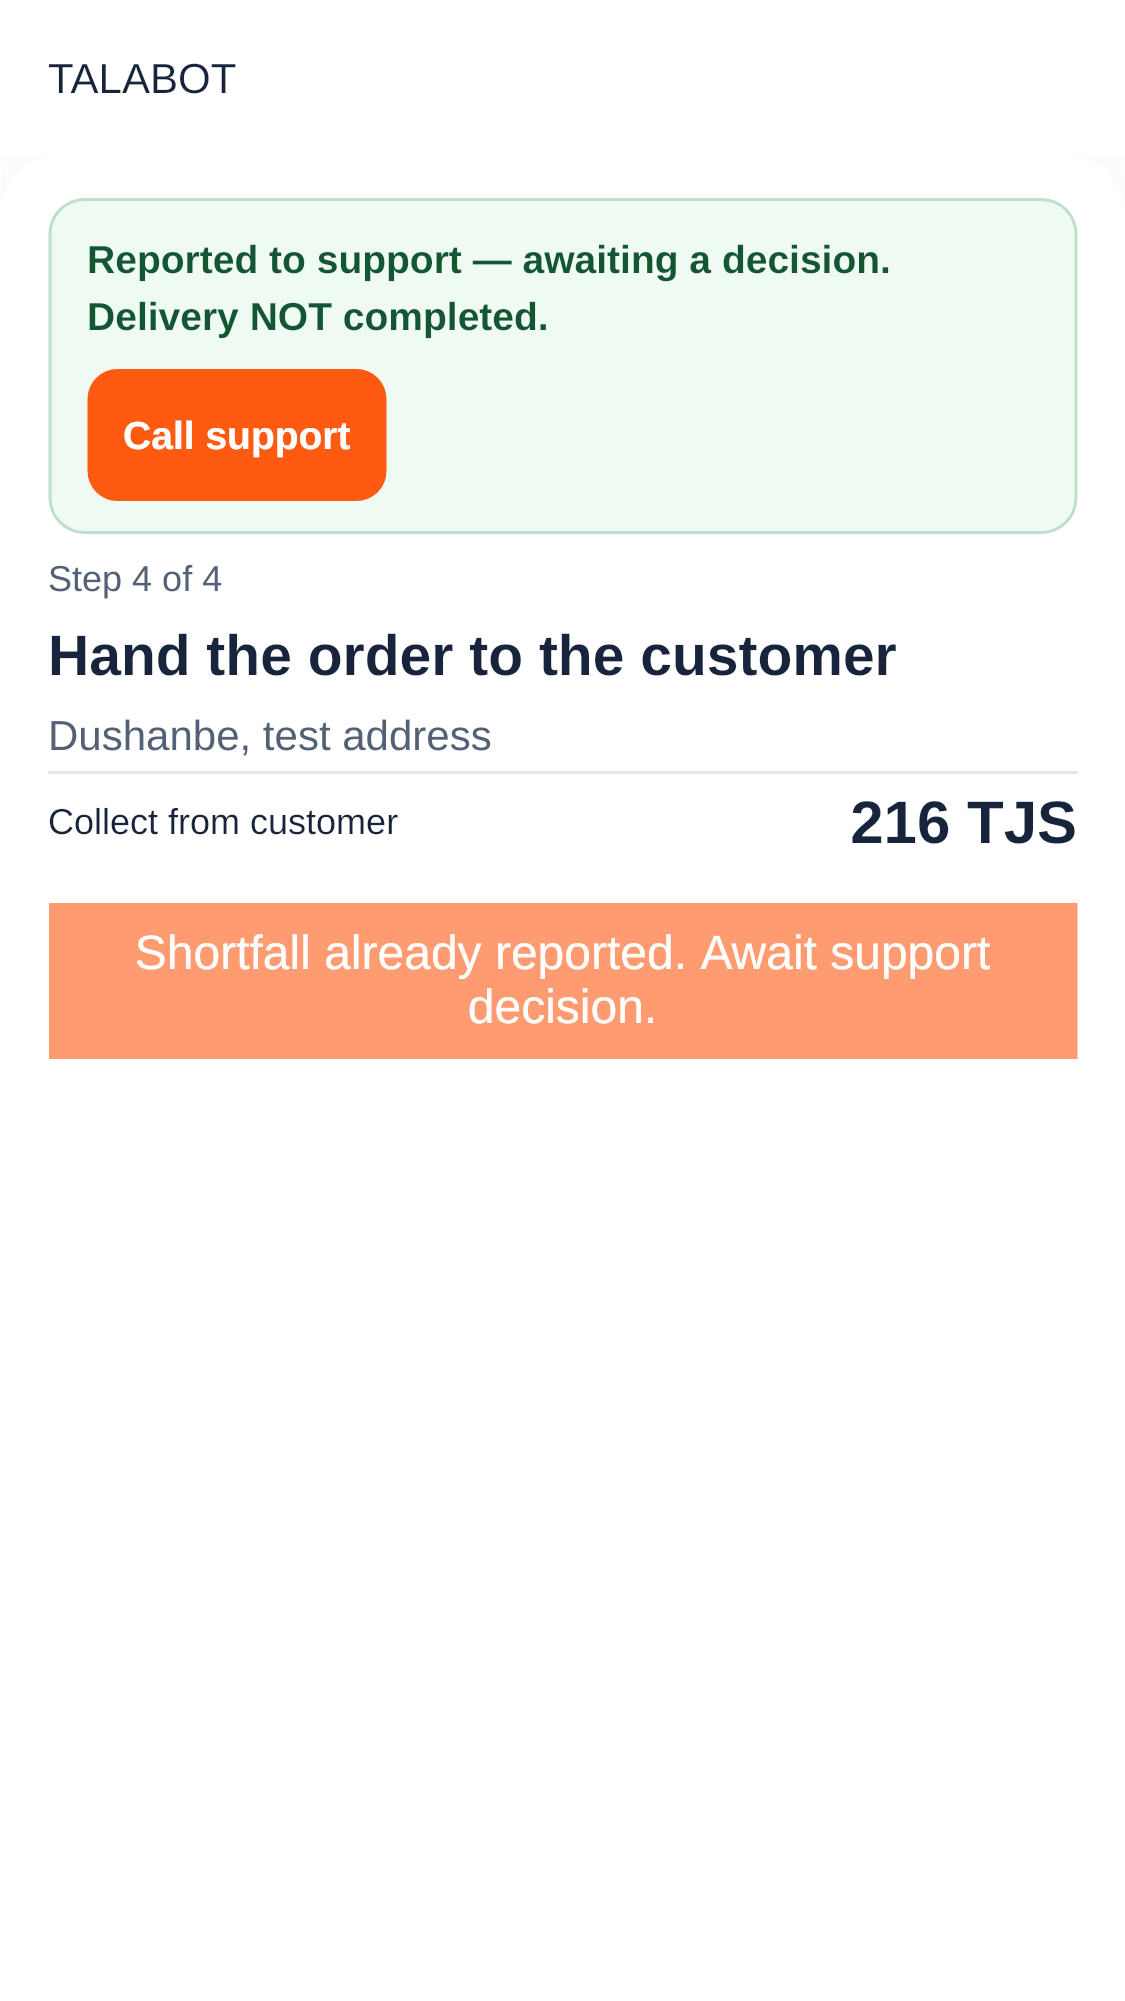 TALABOT
Reported to support — awaiting a decision.
Delivery NOT completed.
Call support
Step 4 of 4
Hand the order to the customer
Dushanbe, test address
Collect from customer 216 TJS
Shortfall already reported. Await support
decision.